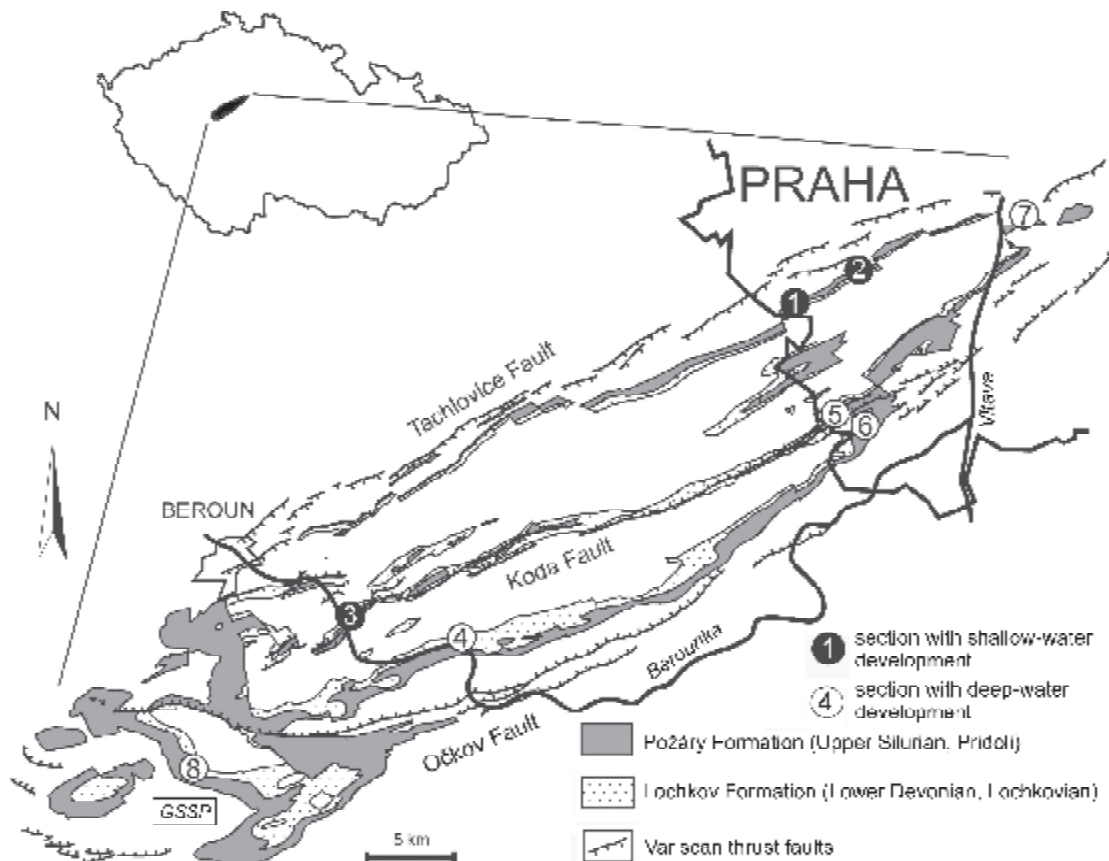 PRAHA
7
2
1
Tachlovice Fault
N
5
6
Vltava
BEROUN
Koda Fault
3
4
Berounka
1 section with shallow-water
development
4 section with deep-water
development
Očkov Fault
Požáry Formation (Upper Silurian, Přídolí)
8
Lochkov Formation (Lower Devonian, Lochkovian)
GSSP
5 km
Variscan thrust faults